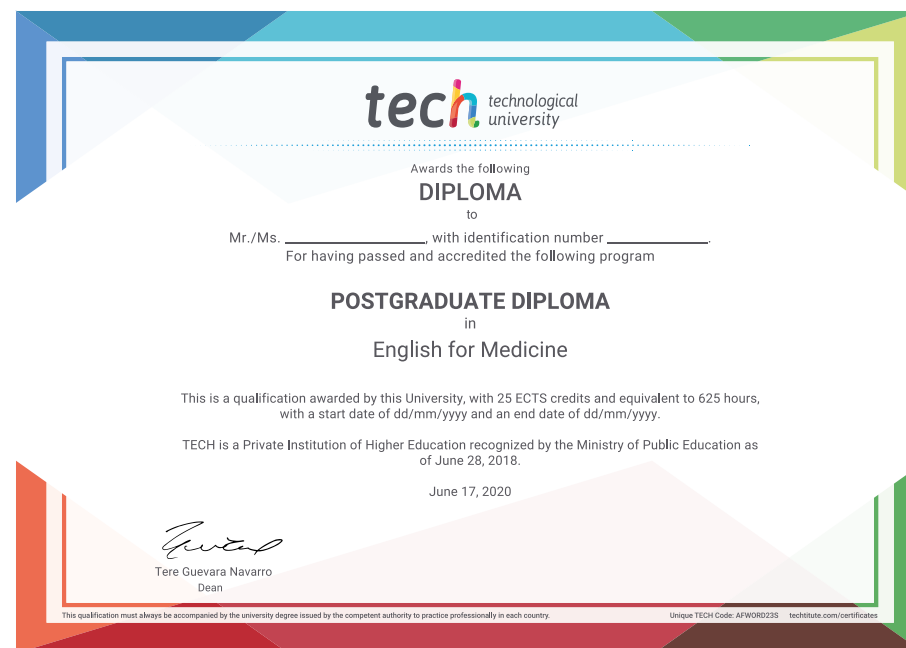 tech technological
university
Awards the following
DIPLOMA
to
Mr./Ms. ____________________, with identification number ______________.
For having passed and accredited the following program
POSTGRADUATE DIPLOMA
in
English for Medicine
This is a qualification awarded by this University, with 25 ECTS credits and equivalent to 625 hours,
with a start date of dd/mm/yyyy and an end date of dd/mm/yyyy.
TECH is a Private Institution of Higher Education recognized by the Ministry of Public Education as
of June 28, 2018.
June 17, 2020
Tere Guevara Navarro
Dean
This qualification must always be accompanied by the university degree issued by the competent authority to practice professionally in each country. Unique TECH Code: AFWORD23S techtitute.com/certificates